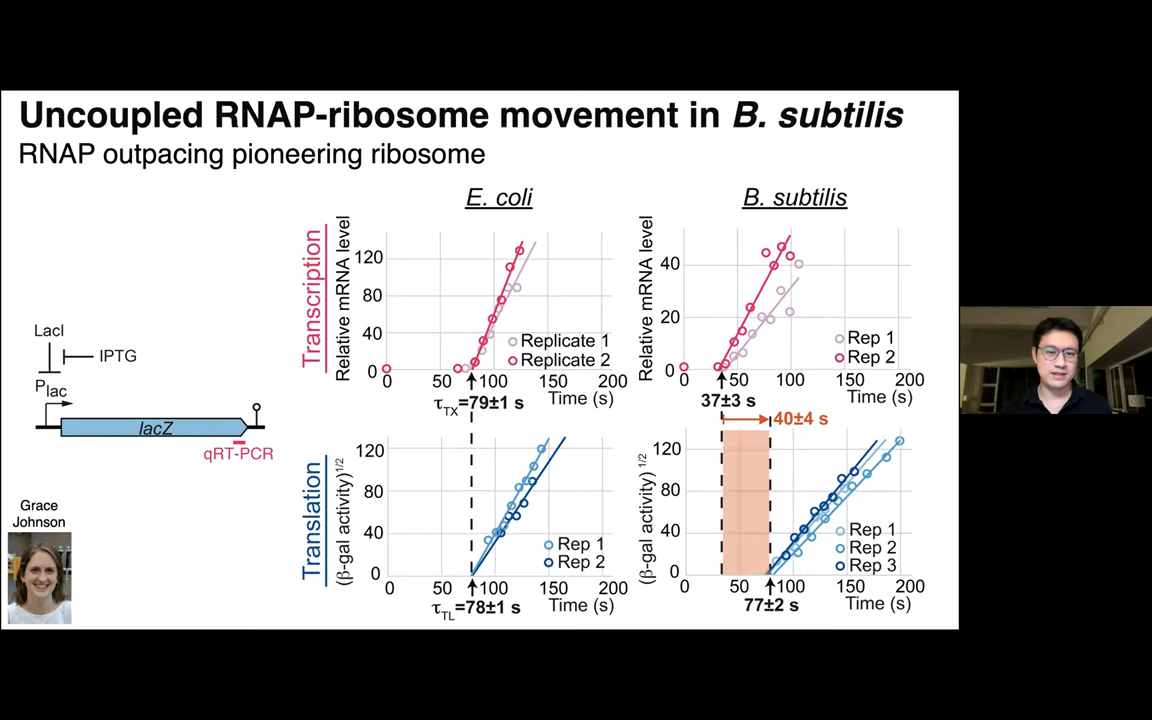 Uncoupled RNAP-ribosome movement in B. subtilis
RNAP outpacing pioneering ribosome
E. coli
B. subtilis
Transcription
Relative mRNA level
120
80
40
0
Replicate 1
Replicate 2
0
50
100
150
200
τTX=79±1 s
Time (s)
Relative mRNA level
40
20
0
Rep 1
Rep 2
0
50
100
150
200
37±3 s
Time (s)
40±4 s
LacI
IPTG
Plac
lacZ
qRT-PCR
Translation
(β-gal activity)1/2
120
80
40
0
Rep 1
Rep 2
0
50
100
150
200
τTL=78±1 s
Time (s)
(β-gal activity) 1/2
120
80
40
0
Rep 1
Rep 2
Rep 3
0
50
100
150
200
77±2 s
Time (s)
Grace
Johnson